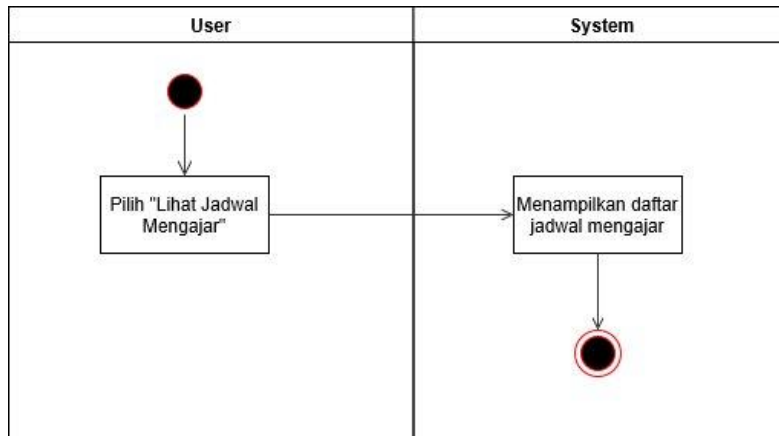 User
System
Pilih "Lihat Jadwal
Mengajar"
Menampilkan daftar
jadwal mengajar